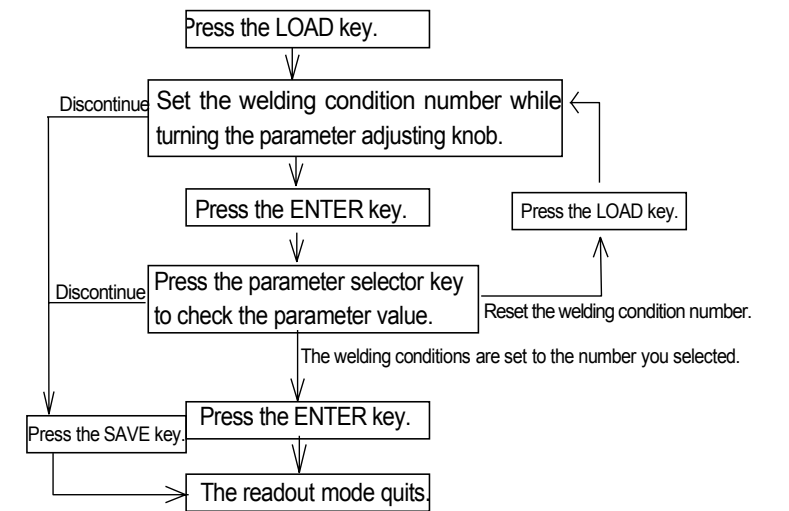 Press the LOAD key.
Discontinue
Set the welding condition number while
turning the parameter adjusting knob.
Press the ENTER key.
Press the LOAD key.
Discontinue
Press the parameter selector key
to check the parameter value.
Reset the welding condition number.
The welding conditions are set to the number you selected.
Press the SAVE key.
Press the ENTER key.
The readout mode quits.